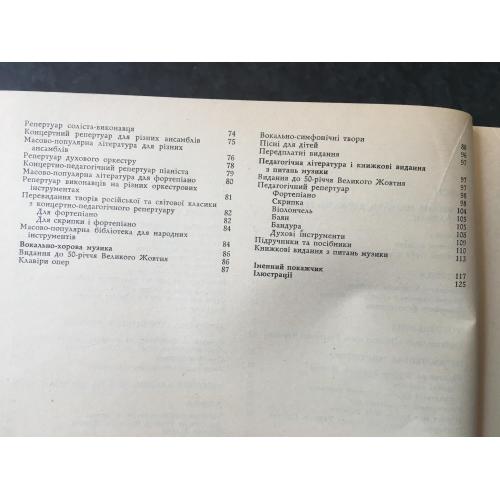 Репертуар соліста-виконавця 74
Концертний репертуар для різних ансамблів 75
Масово-популярна література для різних
ансамблів 76
Репертуар духового оркестру 78
Концертно-педагогічний репертуар піаніста 79
Масово-популярна література для фортепіано 80
Репертуар виконавців на різних оркестрових
інструментах 81
Перевидання творів російської та світової класики
з концертно-педагогічного репертуару 82
Для фортепіано 82
Для скрипки і фортепіано 84
Масово-популярна бібліотека для народних
інструментів 84
Вокально-хорова музика 86
Видання до 50-річчя Великого Жовтня 86
Клавіри опер 87
Вокально-симфонічні твори 88
Пісні для дітей 96
Передплатні видання 97
Педагогічна література і книжкові видання
з питань музики 97
Видання до 50-річчя Великого Жовтня 97
Педагогічний репертуар 98
Фортепіано 98
Скрипка 104
Віолончель 105
Баян 105
Бандура 108
Духові інструменти 109
Підручники та посібники 110
Книжкові видання з питань музики 113
Іменний покажчик 117
Ілюстрації 125